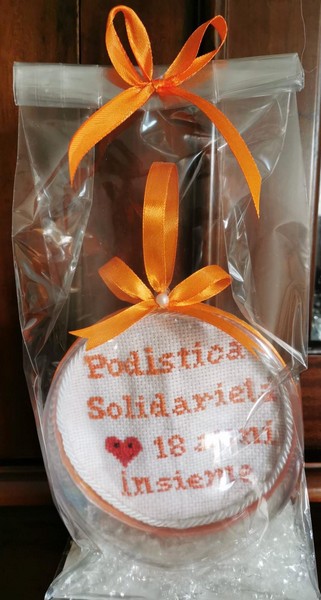 Podistica
Solidarietà
18 anni
insieme